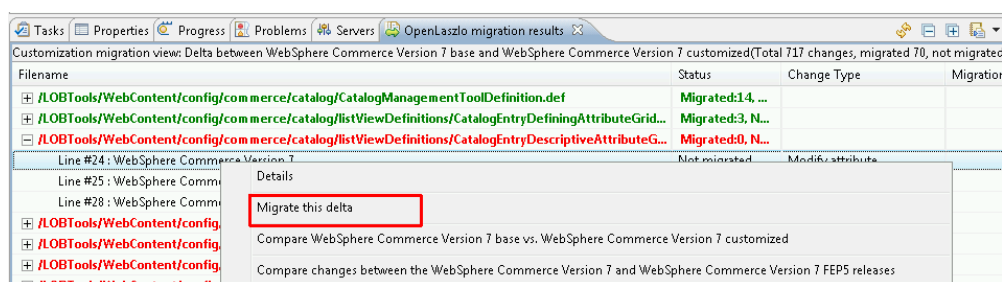 Tasks Properties Progress Problems Servers OpenLaszlo migration results
Customization migration view: Delta between WebSphere Commerce Version 7 base and WebSphere Commerce Version 7 customized(Total 717 changes, migrated 70, not migrated
Filename Status Change Type Migration
/LOBTools/WebContent/config/commerce/catalog/CatalogManagementToolDefinition.def Migrated:14, ...
/LOBTools/WebContent/config/commerce/catalog/listViewDefinitions/CatalogEntryDefiningAttributeGrid... Migrated:3, N...
/LOBTools/WebContent/config/commerce/catalog/listViewDefinitions/CatalogEntryDescriptiveAttributeG... Migrated:0, N...
Line #24 : WebSphere Commerce Version 7 Not migrated Modify attribute
Details
Line #25 : WebSphere Comme
Migrate this delta
Line #28 : WebSphere Comme
/LOBTools/WebContent/config,
Compare WebSphere Commerce Version 7 base vs. WebSphere Commerce Version 7 customized
/LOBTools/WebContent/config,
/LOBTools/WebContent/config,
Compare changes between the WebSphere Commerce Version 7 and WebSphere Commerce Version 7 FEP5 releases